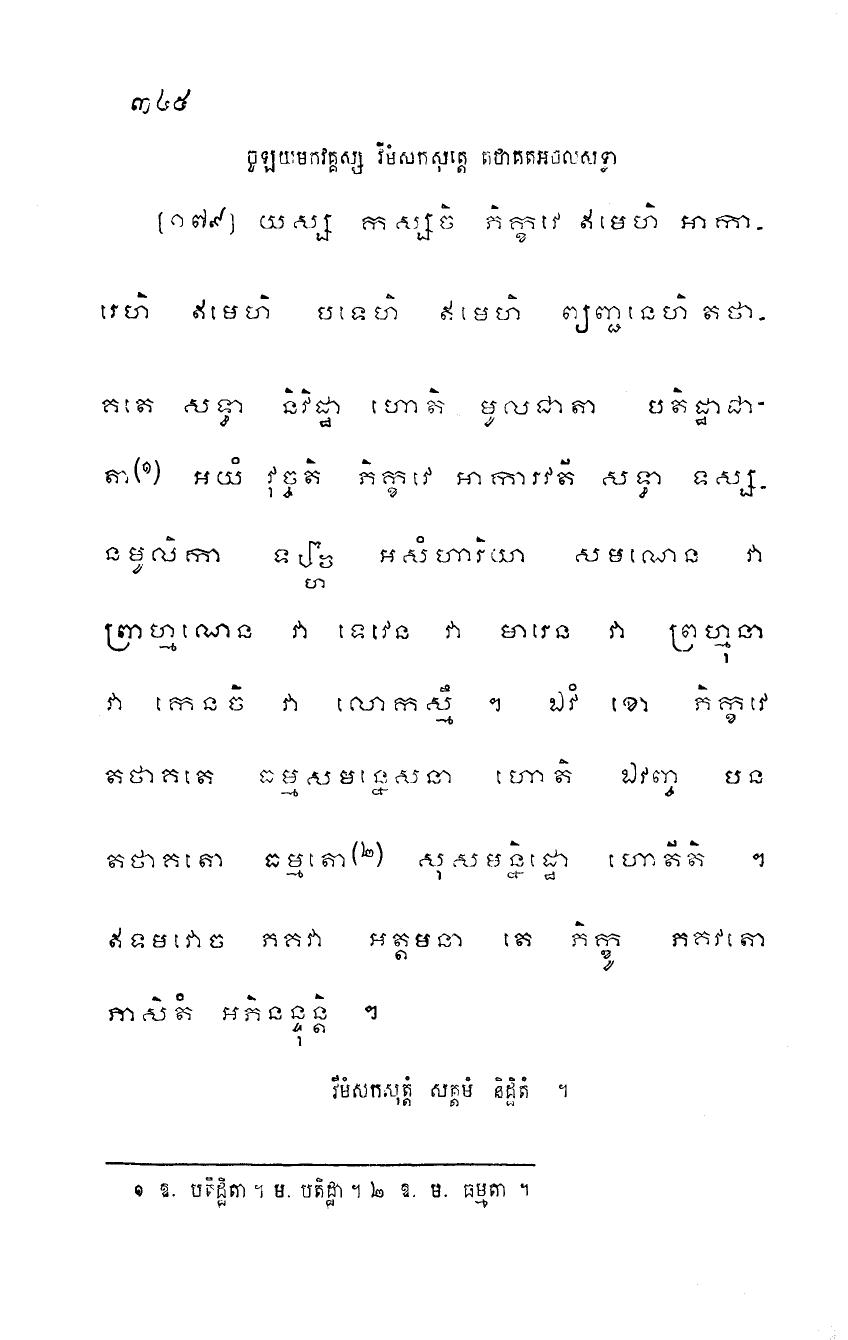 ៣៤៥
ចូឡយមកវគ្គស្ស វីមំសកសុត្តេ តថាគតអចលសទ្ធា
[១៧៩] យស្ស កស្សចិ ភិក្ខវេ ឥមេហិ អាកា-
រេហិ ឥមេហិ បទេហិ ឥមេហិ ព្យញ្ជនេហិ តថា-
គតេ សទ្ធា និវិដ្ឋា ហោតិ មូលជាតា បតិដ្ឋាជា-
តា(១) អយំ វុច្ចតិ ភិក្ខវេ អាការវតី សទ្ធា ទស្ស-
នមូលិកា ទឡ្ហា អសំហារិយា សមណេន វា
ព្រាហ្មណេន វា ទេវេន វា មារេន វា ព្រហ្មុនា
វា កេនចិ វា លោកស្មឹ ។ ឯវំ ខោ ភិក្ខវេ
តថាគតេ ធម្មសមន្នេសនា ហោតិ ឯវញ្ច បន
តថាគតោ ធម្មតោ(២) សុសមន្និដ្ឋោ ហោតីតិ ។
ឥទមវោច ភគវា អត្តមនា តេ ភិក្ខូ ភគវតោ
ភាសិតំ អភិនន្ទុន្តិ ។
វីមំសកសុត្តំ សត្តមំ និដ្ឋិតំ ។
១ ឱ. បតិដ្ឋិតា ។ ម. បតិដ្ឋា ។ ២ ឱ. ម. ធម្មតា ។